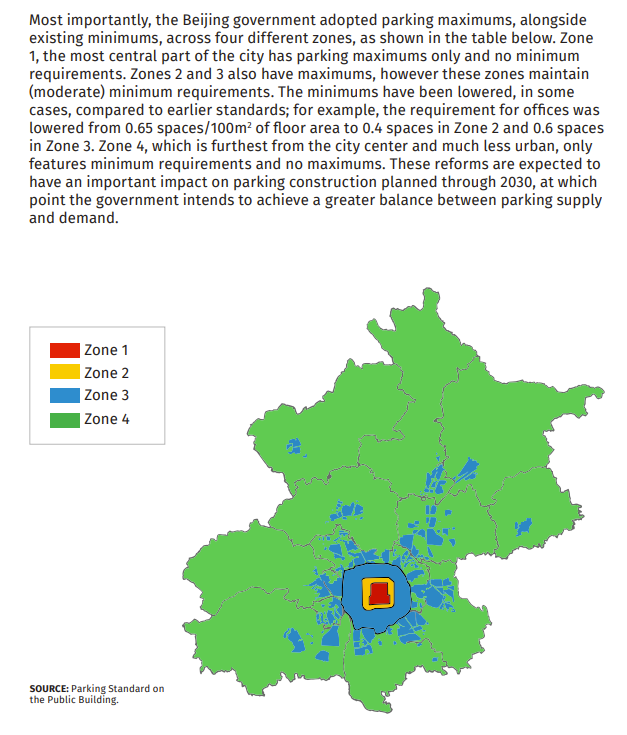 Most importantly, the Beijing government adopted parking maximums, alongside
existing minimums, across four different zones, as shown in the table below. Zone
1, the most central part of the city has parking maximums only and no minimum
requirements. Zones 2 and 3 also have maximums, however these zones maintain
(moderate) minimum requirements. The minimums have been lowered, in some
cases, compared to earlier standards; for example, the requirement for offices was
lowered from 0.65 spaces/100m² of floor area to 0.4 spaces in Zone 2 and 0.6 spaces
in Zone 3. Zone 4, which is furthest from the city center and much less urban, only
features minimum requirements and no maximums. These reforms are expected to
have an important impact on parking construction planned through 2030, at which
point the government intends to achieve a greater balance between parking supply
and demand.
Zone 1
Zone 2
Zone 3
Zone 4
SOURCE: Parking Standard on
the Public Building.